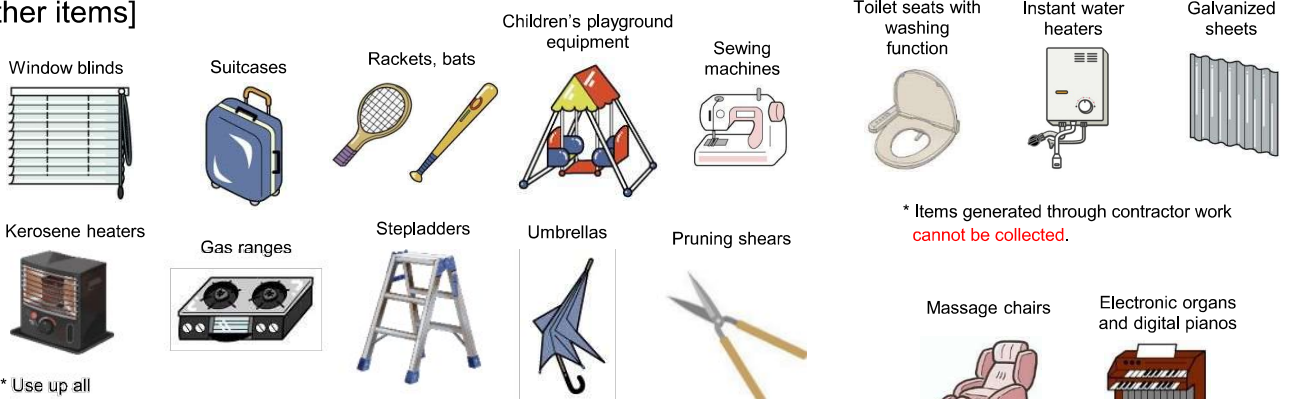 ther items]
Window blinds
Suitcases
Rackets, bats
Children's playground
equipment
Sewing
machines
Toilet seats with
washing
function
Instant water
heaters
Galvanized
sheets
* Items generated through contractor work
cannot be collected.
Kerosene heaters
Gas ranges
Stepladders
Umbrellas
Pruning shears
Massage chairs
Electronic organs
and digital pianos
* Use up all